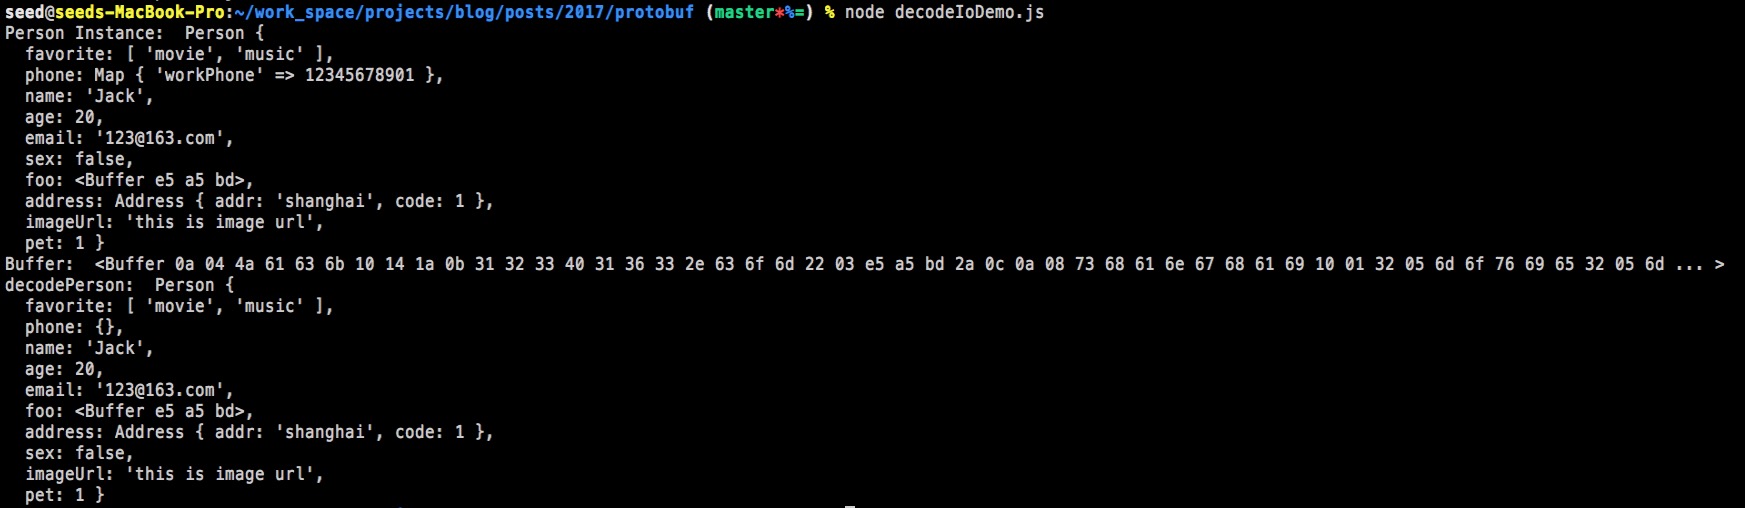 seed@seeds-MacBook-Pro:~/work_space/projects/blog/posts/2017/protobuf (master*%=) % node decodeIoDemo.js
Person Instance:  Person {
  favorite: [ 'movie', 'music' ],
  phone: Map { 'workPhone' => 12345678901 },
  name: 'Jack',
  age: 20,
  email: '123@163.com',
  sex: false,
  foo: <Buffer e5 a5 bd>,
  address: Address { addr: 'shanghai', code: 1 },
  imageUrl: 'this is image url',
  pet: 1 }
Buffer:  <Buffer 0a 04 4a 61 63 6b 10 14 1a 0b 31 32 33 40 31 36 33 2e 63 6f 6d 22 03 e5 a5 bd 2a 0c 0a 08 73 68 61 6e 67 68 61 69 10 01 32 05 6d 6f 76 69 65 32 05 6d ... >
decodePerson:  Person {
  favorite: [ 'movie', 'music' ],
  phone: {},
  name: 'Jack',
  age: 20,
  email: '123@163.com',
  foo: <Buffer e5 a5 bd>,
  address: Address { addr: 'shanghai', code: 1 },
  sex: false,
  imageUrl: 'this is image url',
  pet: 1 }